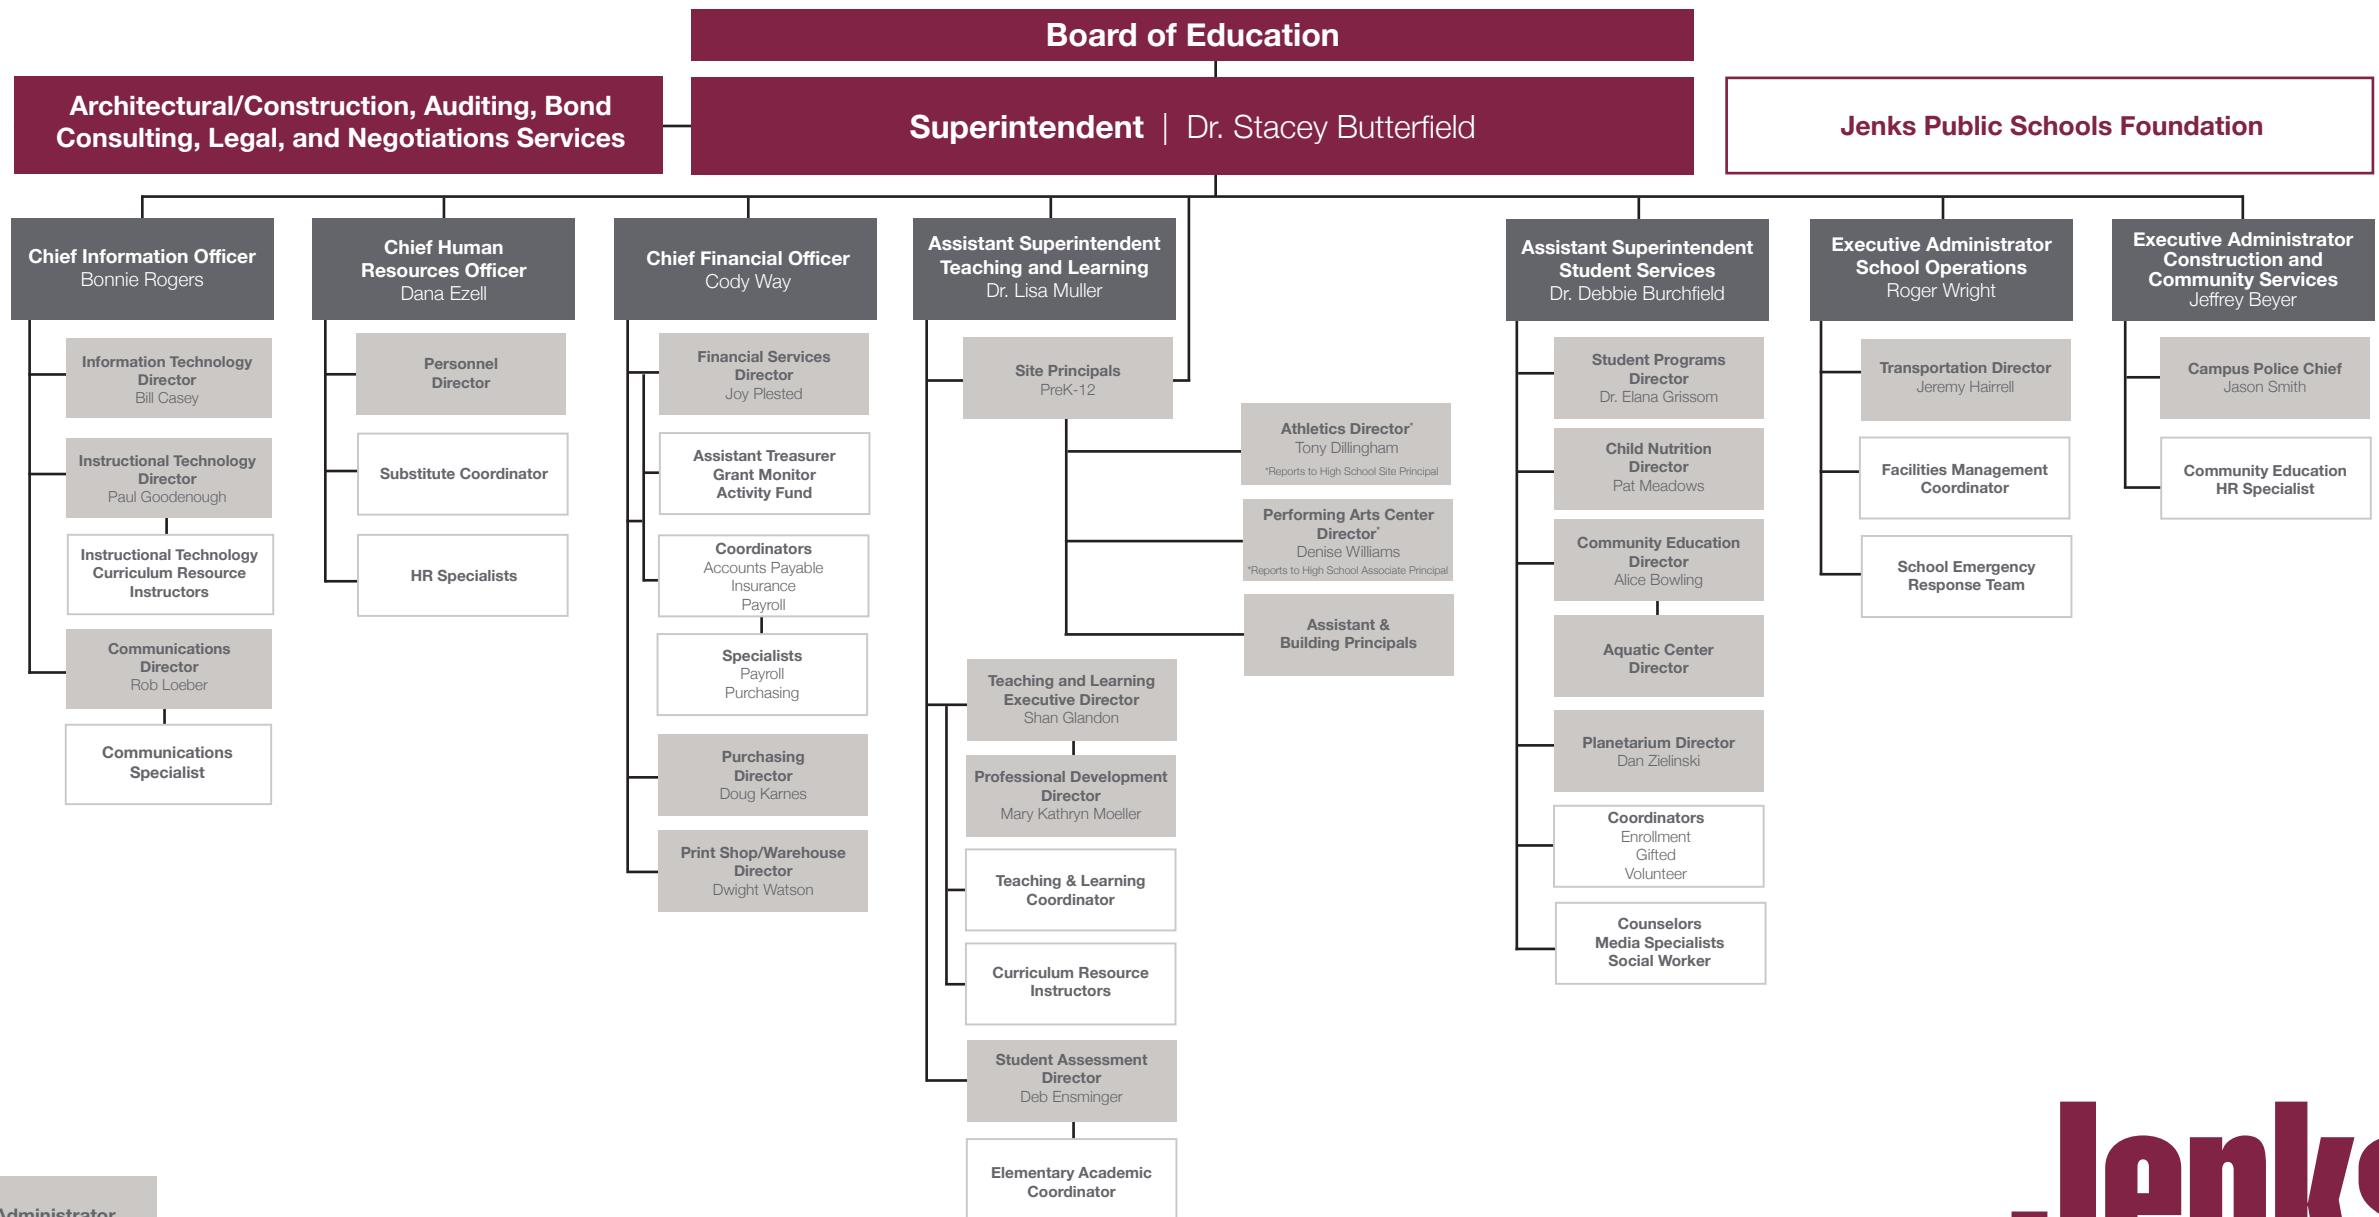 Board of Education
Architectural/Construction, Auditing, Bond
Consulting, Legal, and Negotiations Services
Superintendent | Dr. Stacey Butterfield
Jenks Public Schools Foundation
Chief Information Officer
Bonnie Rogers
Information Technology
Director
Bill Casey
Instructional Technology
Director
Paul Goodenough
Instructional Technology
Curriculum Resource
Instructors
Communications
Director
Rob Loeber
Communications
Specialist
Chief Human
Resources Officer
Dana Ezell
Personnel
Director
Substitute Coordinator
HR Specialists
Chief Financial Officer
Cody Way
Financial Services
Director
Joy Plested
Assistant Treasurer
Grant Monitor
Activity Fund
Coordinators
Accounts Payable
Insurance
Payroll
Specialists
Payroll
Purchasing
Purchasing
Director
Doug Karnes
Print Shop/Warehouse
Director
Dwight Watson
Assistant Superintendent
Teaching and Learning
Dr. Lisa Muller
Site Principals
PreK-12
Athletics Director*
Tony Dillingham
*Reports to High School Site Principal
Performing Arts Center
Director*
Denise Williams
*Reports to High School Associate Principal
Assistant &
Building Principals
Teaching and Learning
Executive Director
Shan Glandon
Professional Development
Director
Mary Kathryn Moeller
Teaching & Learning
Coordinator
Curriculum Resource
Instructors
Student Assessment
Director
Deb Ensminger
Elementary Academic
Coordinator
Assistant Superintendent
Student Services
Dr. Debbie Burchfield
Student Programs
Director
Dr. Elana Grissom
Child Nutrition
Director
Pat Meadows
Community Education
Director
Alice Bowling
Aquatic Center
Director
Planetarium Director
Dan Zielinski
Coordinators
Enrollment
Gifted
Volunteer
Counselors
Media Specialists
Social Worker
Executive Administrator
School Operations
Roger Wright
Transportation Director
Jeremy Hairrell
Facilities Management
Coordinator
School Emergency
Response Team
Executive Administrator
Construction and
Community Services
Jeffrey Beyer
Campus Police Chief
Jason Smith
Community Education
HR Specialist
Administrator
Jenks